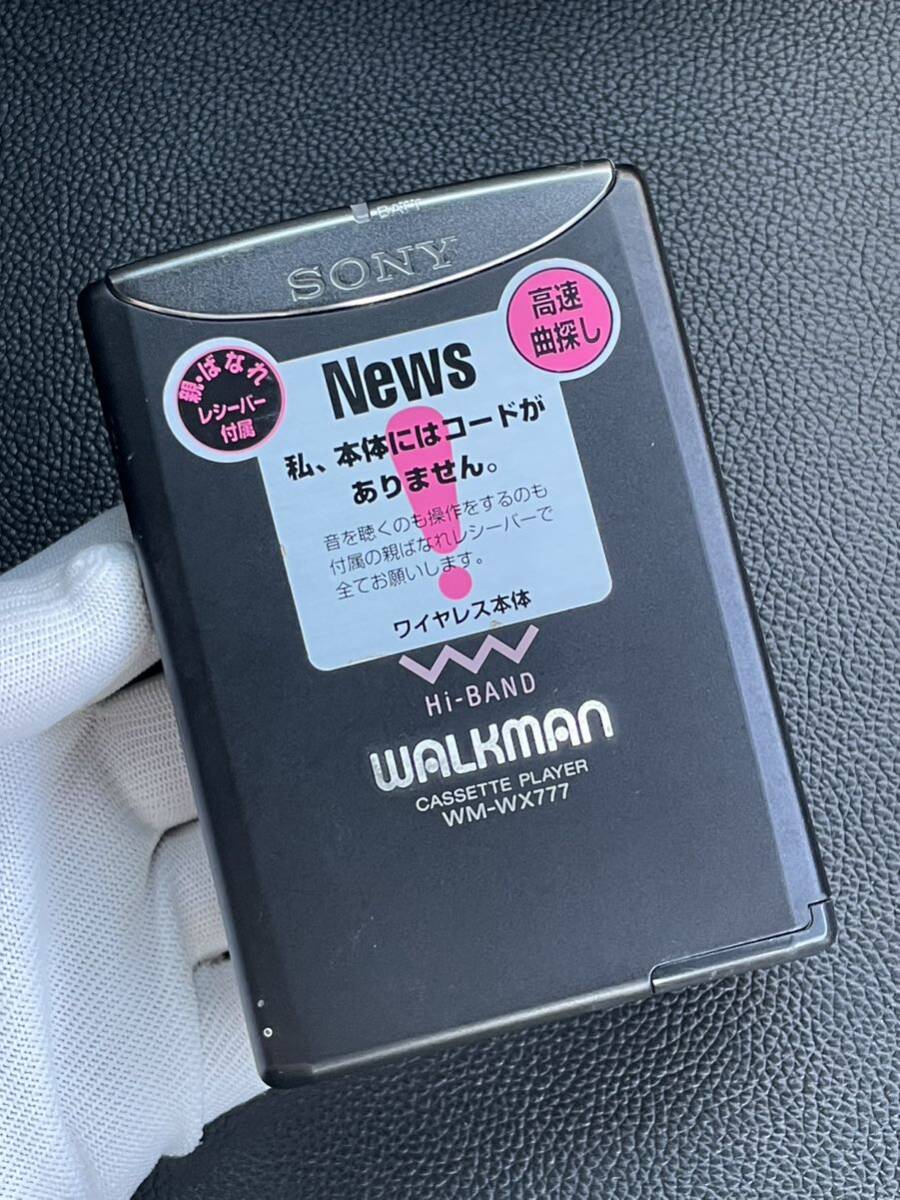 BATT
SONY
高速
曲探し
親・ばなれ
レシーバー
付属
News
私、本体にはコードが
ありません。
音を聴くのも操作をするのも
付属の親ばなれレシーバーで
全てお願いします。
ワイヤレス本体
Hi-BAND
WALKMAN
CASSETTE PLAYER
WM-WX777